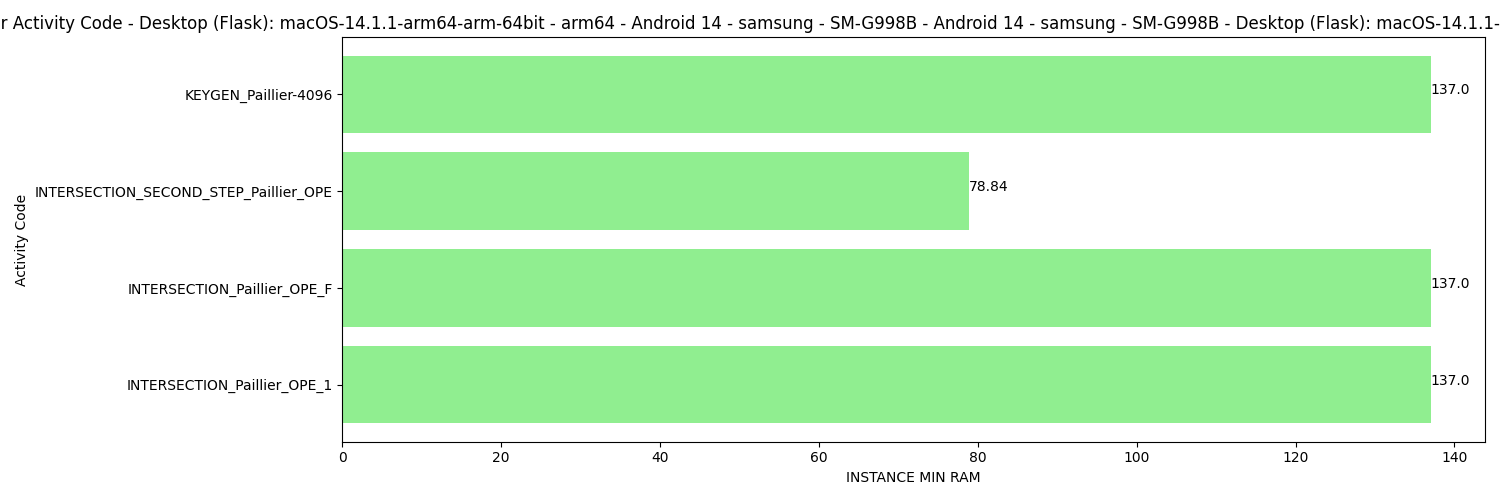 r Activity Code - Desktop (Flask): macOS-14.1.1-arm64-arm-64bit - arm64 - Android 14 - samsung - SM-G998B - Android 14 - samsung - SM-G998B - Desktop (Flask): macOS-14.1.1-
KEYGEN_Paillier-4096
137.0
INTERSECTION_SECOND_STEP_Paillier_OPE
78.84
Activity Code
INTERSECTION_Paillier_OPE_F
137.0
INTERSECTION_Paillier_OPE_1
137.0
0 20 40 60 80 100 120 140
INSTANCE MIN RAM